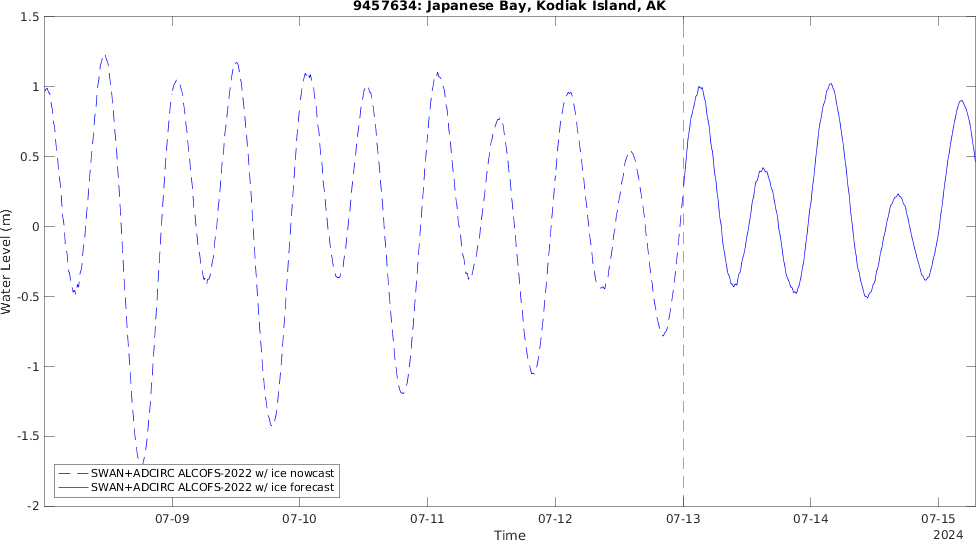 9457634: Japanese Bay, Kodiak Island, AK
1.5
1
0.5
0
-0.5
-1
-1.5
-2
Water Level (m)
SWAN+ADCIRC ALCOFS-2022 w/ ice nowcast
SWAN+ADCIRC ALCOFS-2022 w/ ice forecast
07-09 07-10 07-11 07-12 07-13 07-14 07-15
Time
2024